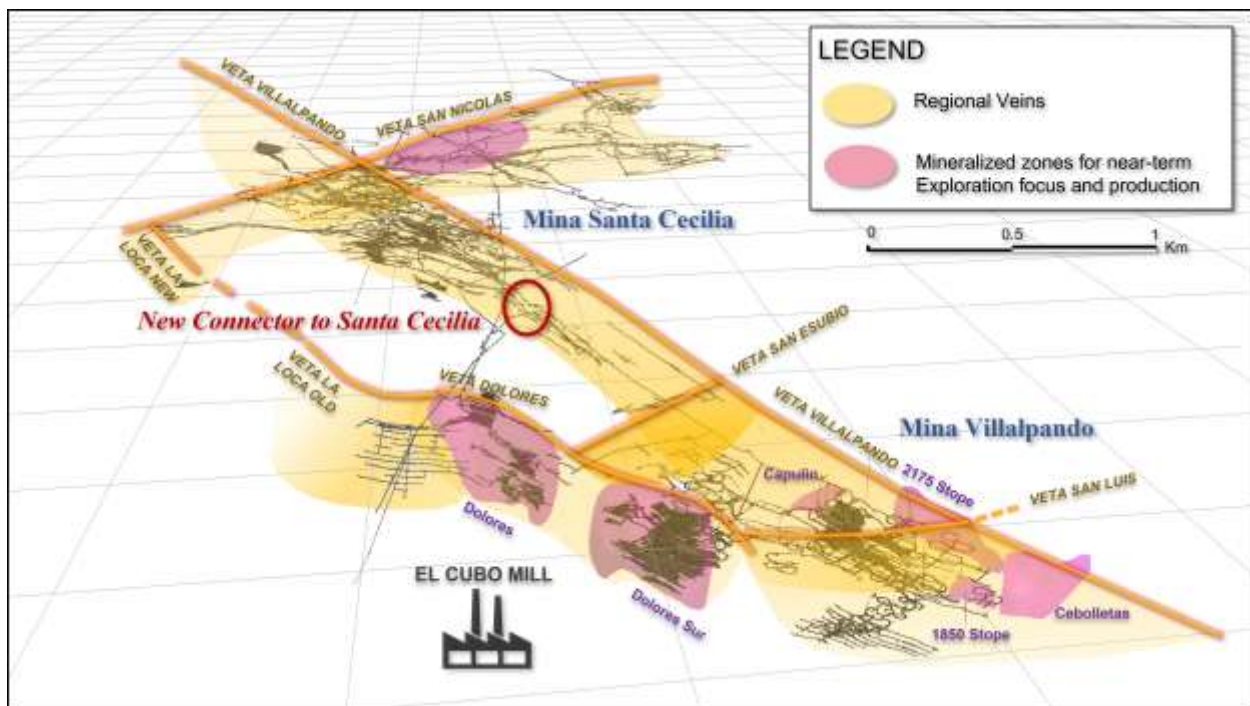 LEGEND
Regional Veins
Mineralized zones for near-term
Exploration focus and production
0
0.5
1
Km
VETA VILLALPANDO
VETA SAN NICOLAS
Mina Santa Cecilia
VETA LA
LOCA NEW
New Connector to Santa Cecilia
VETA SAN ESUBIO
VETA LA
LOCA OLD
VETA DOLORES
VETA VILLALPANDO
Mina Villalpando
Capulin
2175 Stope
VETA SAN LUIS
Dolores
EL CUBO MILL
Dolores Sur
1850 Stope
Cebolletas